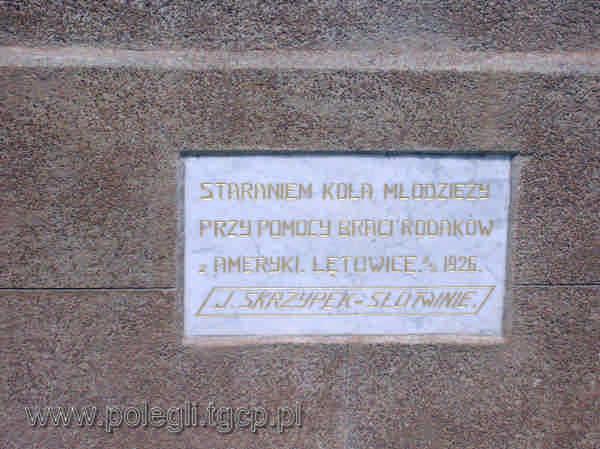 STARANIEM KOŁA MŁODZIEŻY
PRZY POMOCY BRACI RODAKÓW
z AMERYKI. ŁĘTOWICE, 1926.
J. SKRZYPEK - SŁOTWINIE.
www.polegli.tgcp.pl